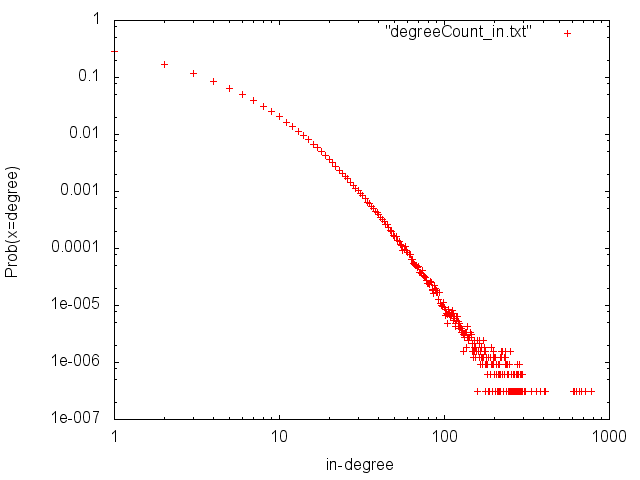 1
"degreeCount_in.txt"
0.1
0.01
0.001
Prob(x=degree)
0.0001
1e-005
1e-006
1e-007
1 10 100 1000
in-degree